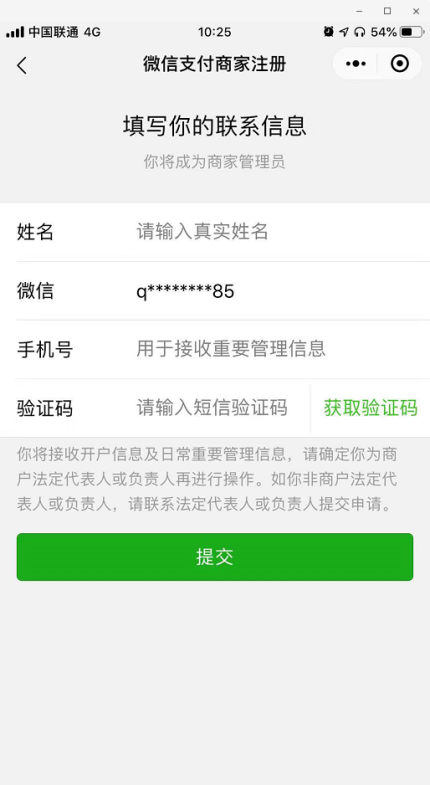 中国联通 4G 10:25 54%
微信支付商家注册
填写你的联系信息
你将成为商家管理员
姓名 请输入真实姓名
微信 q********85
手机号 用于接收重要管理信息
验证码 请输入短信验证码 获取验证码
你将接收开户信息及日常重要管理信息，请确定你为商
户法定代表人或负责人再进行操作。如你非商户法定代
表人或负责人，请联系法定代表人或负责人提交申请。
提交